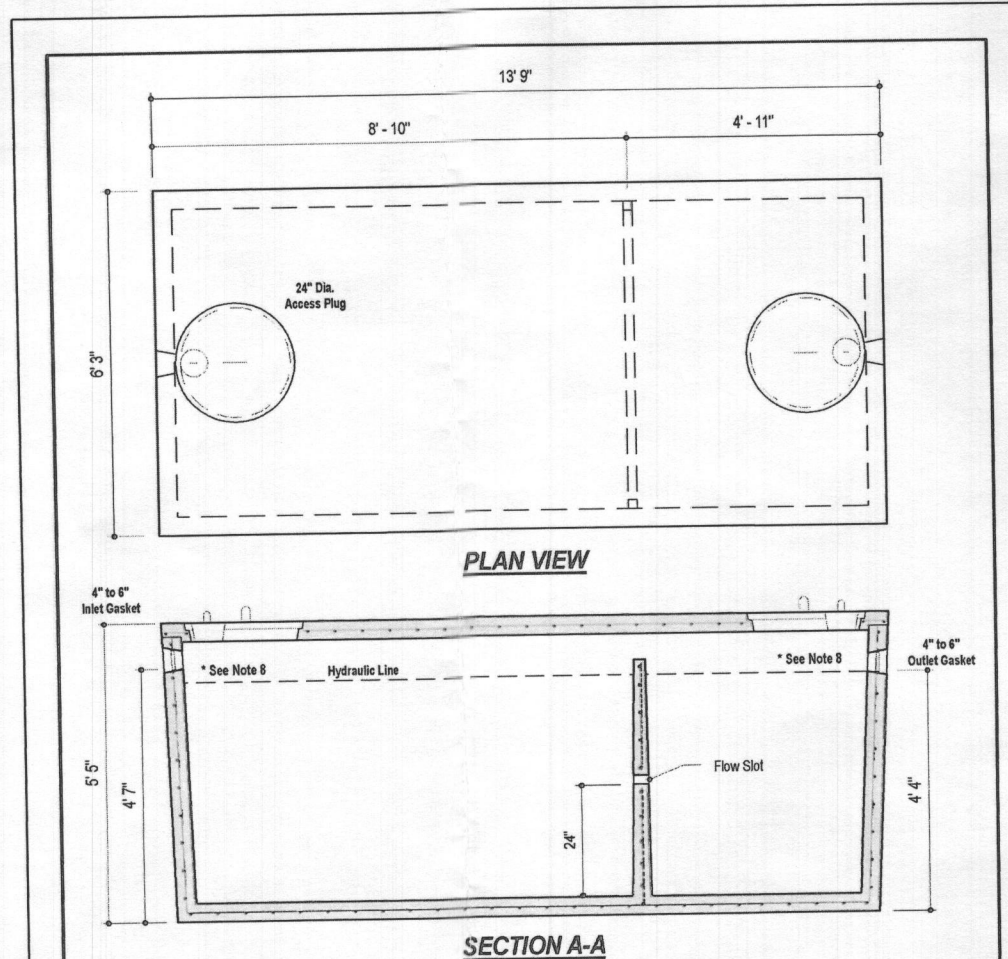 13' 9"
8' - 10"
4' - 11"
6' 3"
24" Dia.
Access Plug
PLAN VIEW
4" to 6"
Inlet Gasket
* See Note 8
Hydraulic Line
* See Note 8
4" to 6"
Outlet Gasket
5' 5"
4' 7"
24"
Flow Slot
4' 4"
SECTION A-A